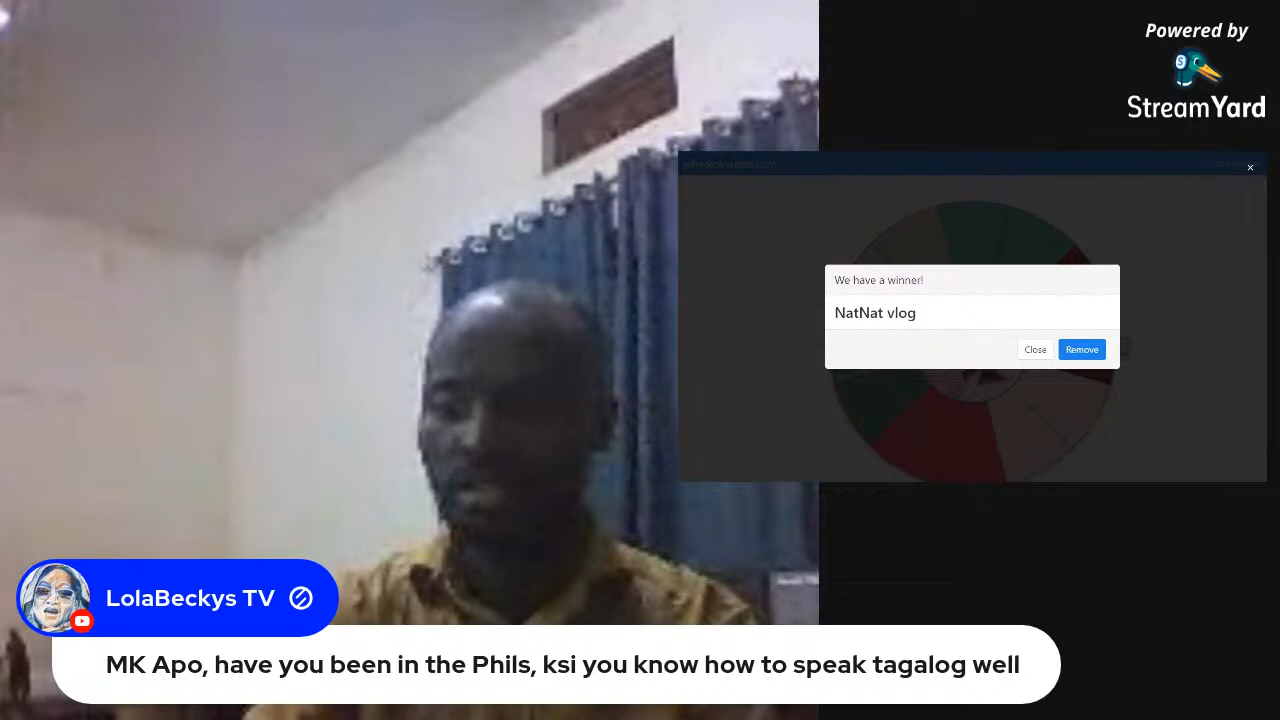 Powered by
StreamYard
We have a winner!
NatNat vlog
Close
Remove
LolaBeckys TV
MK Apo, have you been in the Phils, ksi you know how to speak tagalog well